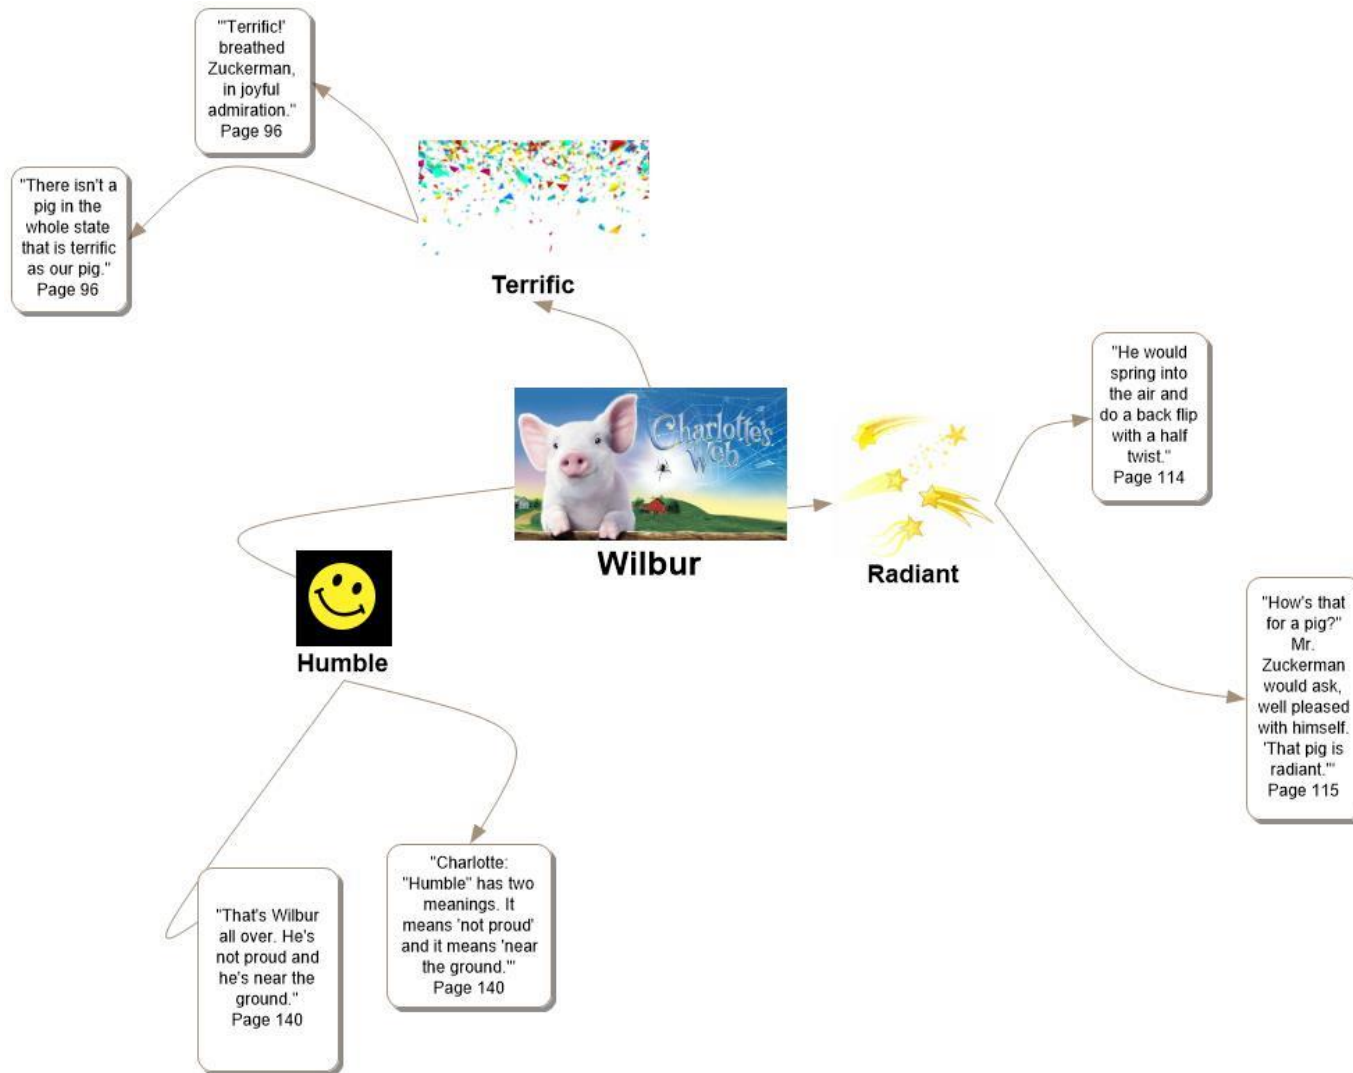 "'Terrific!'
breathed
Zuckerman,
in joyful
admiration."
Page 96
"There isn't a
pig in the
whole state
that is terrific
as our pig."
Page 96
Terrific
"He would
spring into
the air and
do a back flip
with a half
twist."
Page 114
Charlotte's
Web
Wilbur
Radiant
Humble
"How's that
for a pig?"
Mr.
Zuckerman
would ask,
well pleased
with himself.
'That pig is
radiant."'
Page 115
"That's Wilbur
all over. He's
not proud and
he's near the
ground."
Page 140
"Charlotte:
"Humble" has two
meanings. It
means 'not proud'
and it means 'near
the ground.'"
Page 140